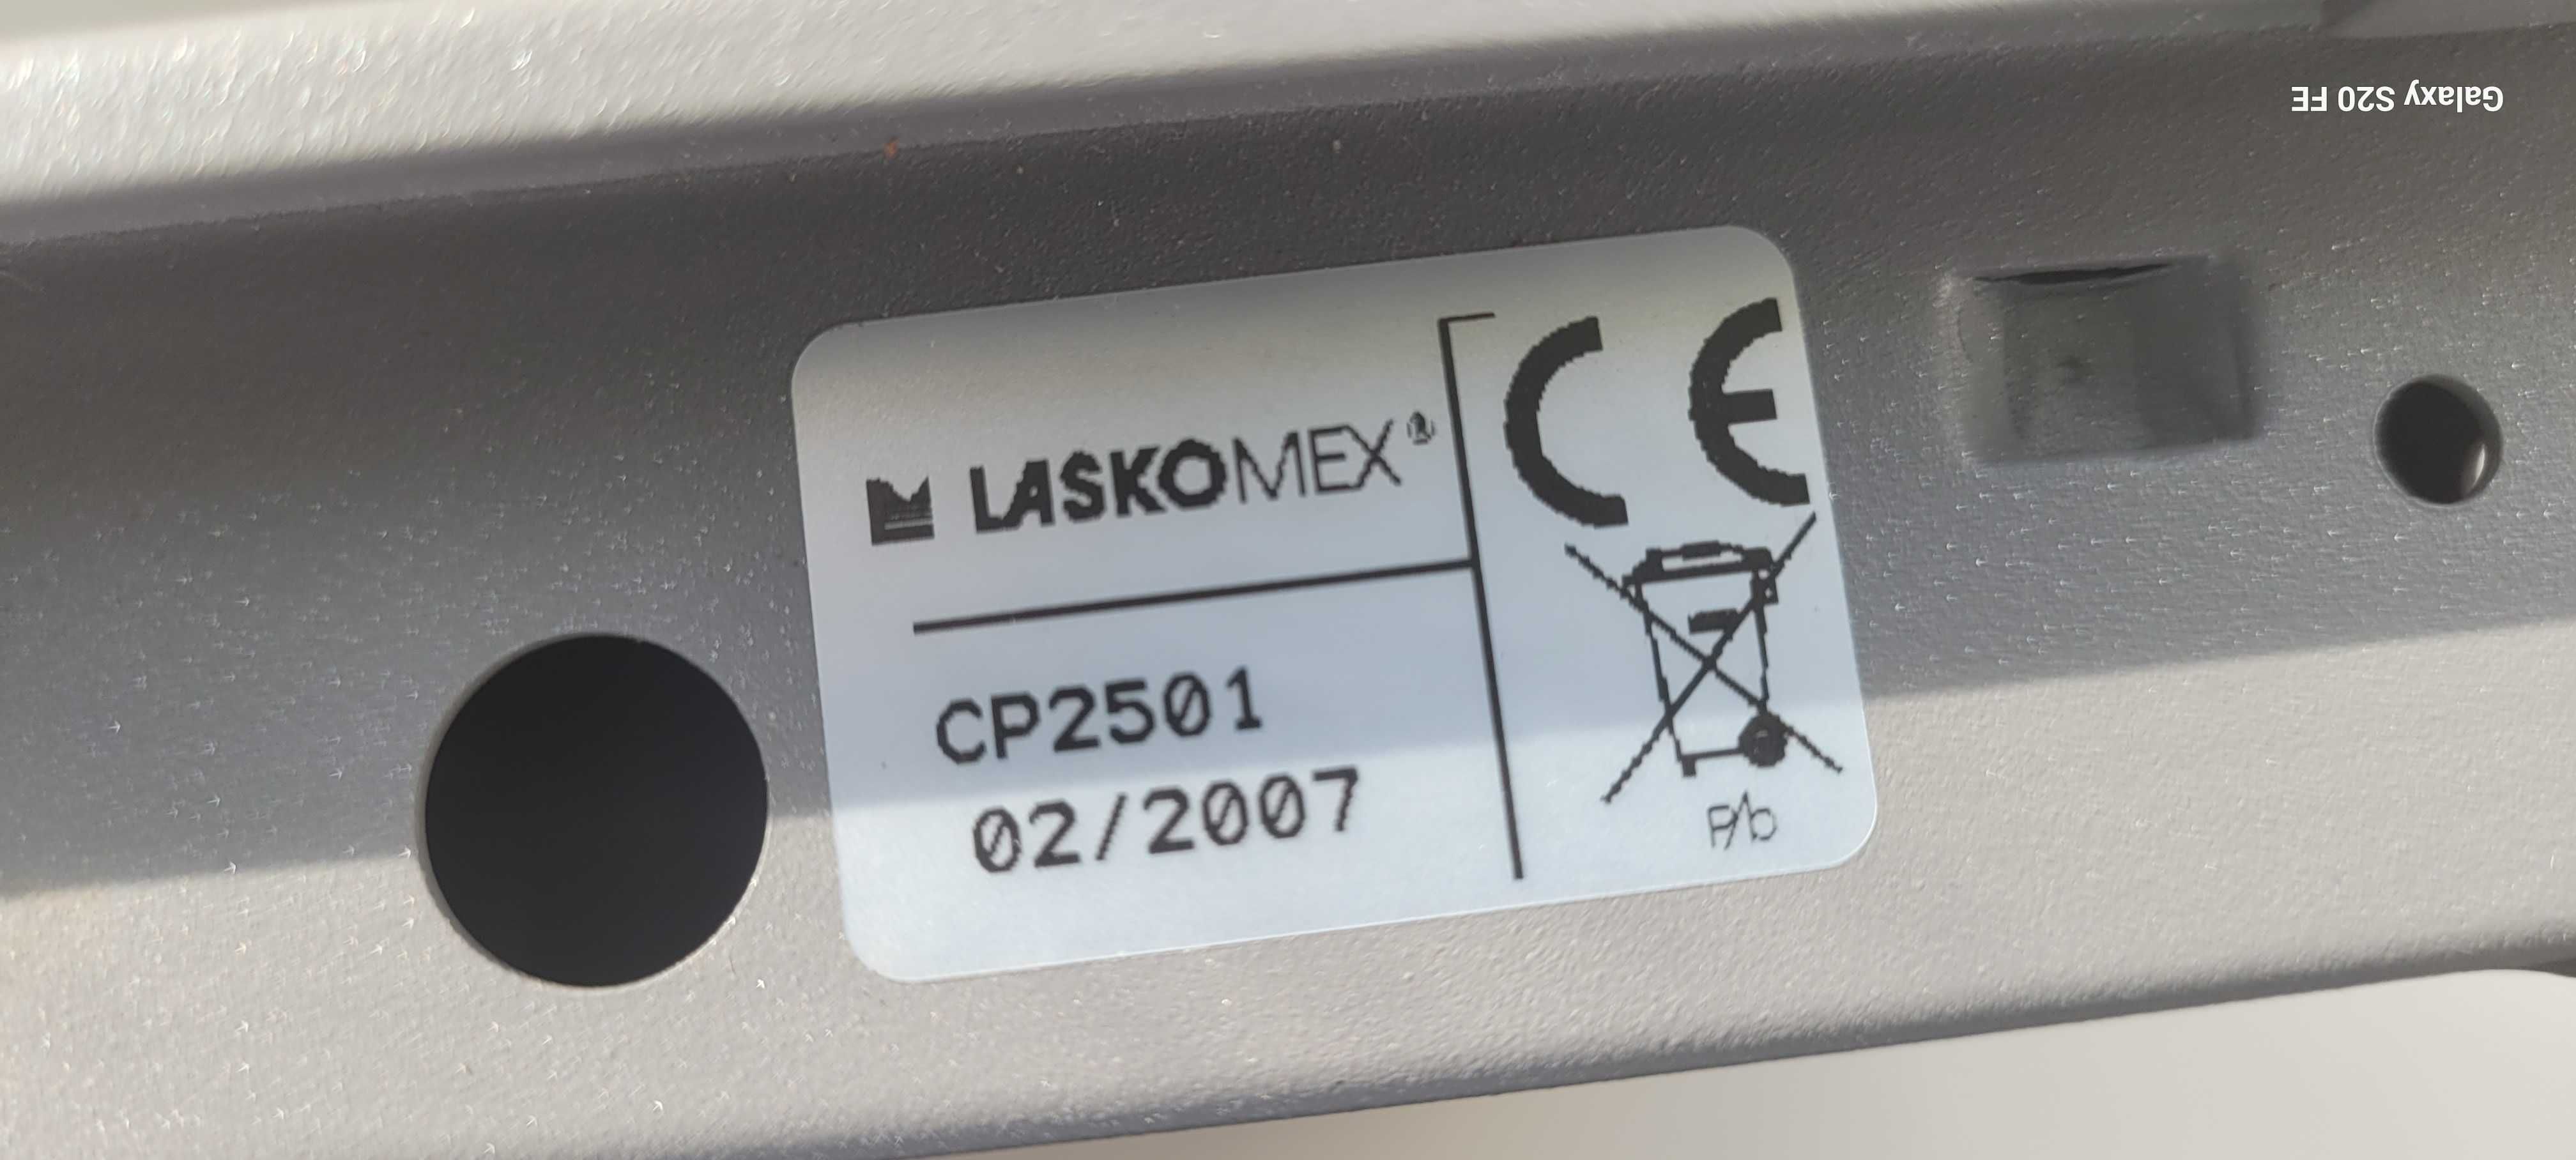 LASKOMEX®
CE
CP2501
02/2007
Pb
Galaxy S20 FE